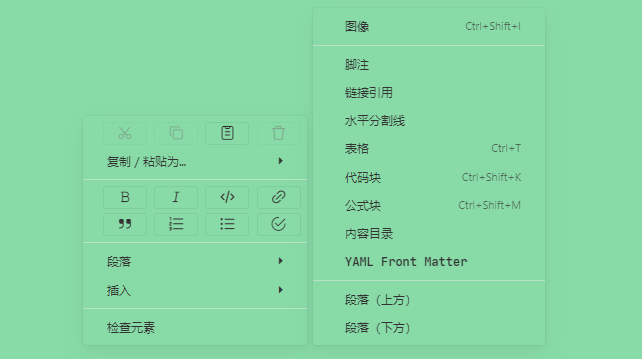 复制 / 粘贴为...
B
I
段落
插入
检查元素
图像 Ctrl+Shift+I
脚注
链接引用
水平分割线
表格 Ctrl+T
代码块 Ctrl+Shift+K
公式块 Ctrl+Shift+M
内容目录
YAML Front Matter
段落（上方）
段落（下方）